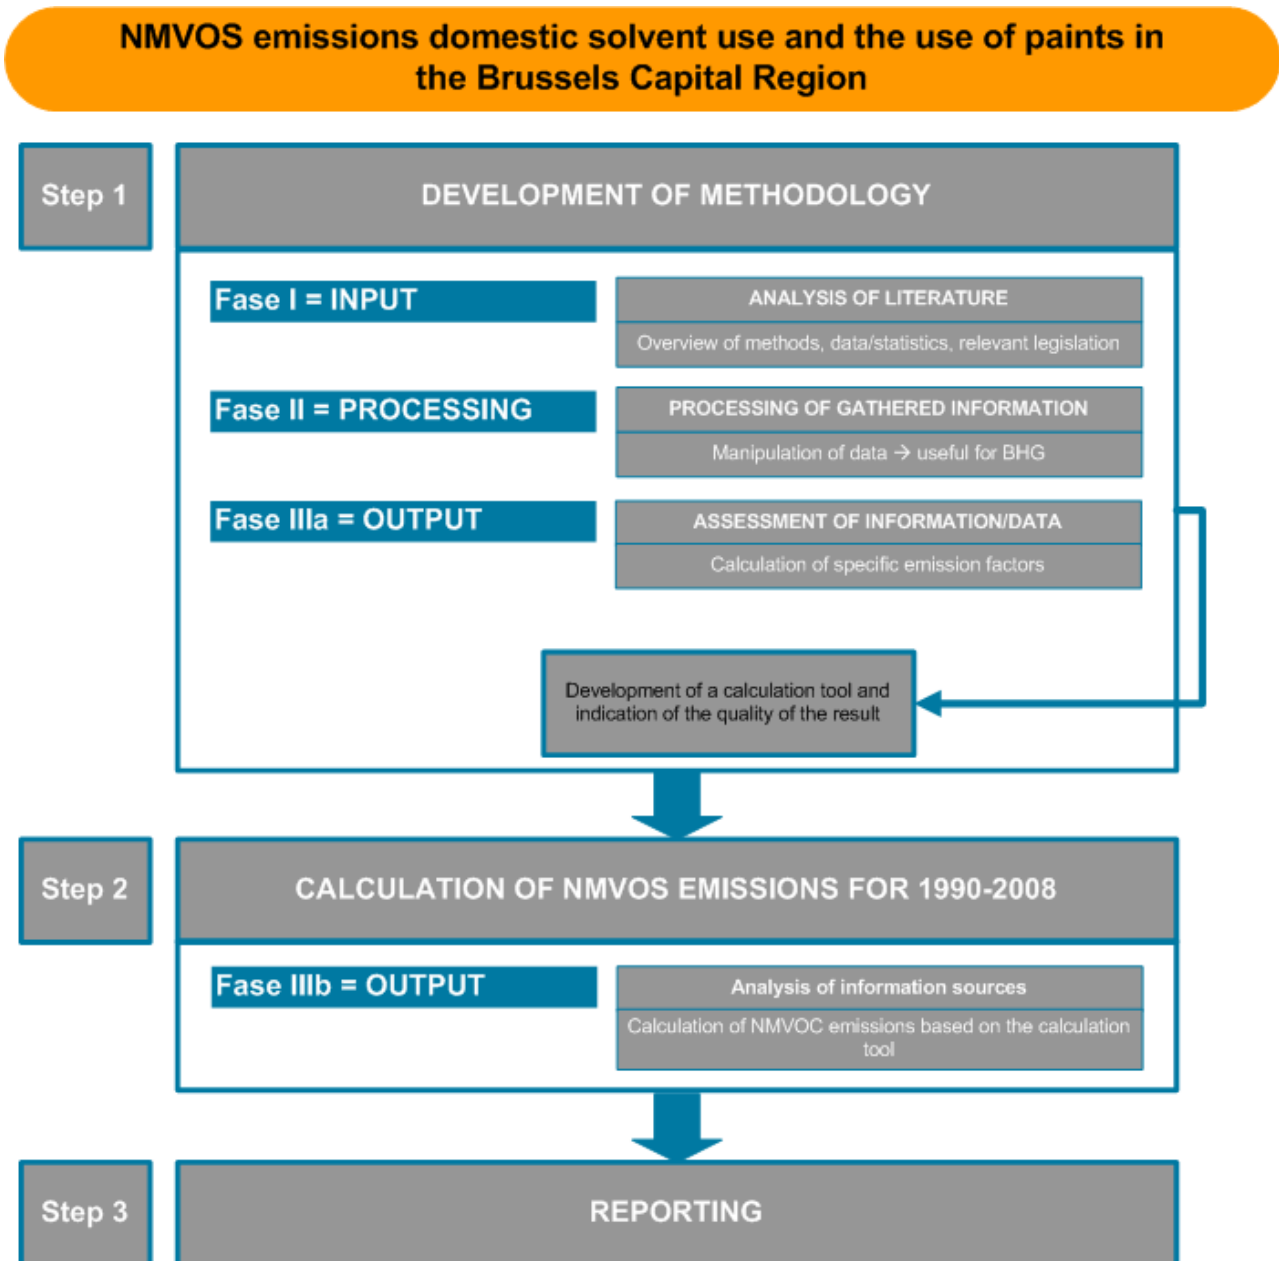 NMVOS emissions domestic solvent use and the use of paints in
the Brussels Capital Region
Step 1
DEVELOPMENT OF METHODOLOGY
Fase I = INPUT
ANALYSIS OF LITERATURE
Overview of methods, data/statistics, relevant legislation
Fase II = PROCESSING
PROCESSING OF GATHERED INFORMATION
Manipulation of data → useful for BHG
Fase IIIa = OUTPUT
ASSESSMENT OF INFORMATION/DATA
Calculation of specific emission factors
Development of a calculation tool and
indication of the quality of the result
Step 2
CALCULATION OF NMVOS EMISSIONS FOR 1990-2008
Fase IIIb = OUTPUT
Analysis of information sources
Calculation of NMVOC emissions based on the calculation
tool
Step 3
REPORTING